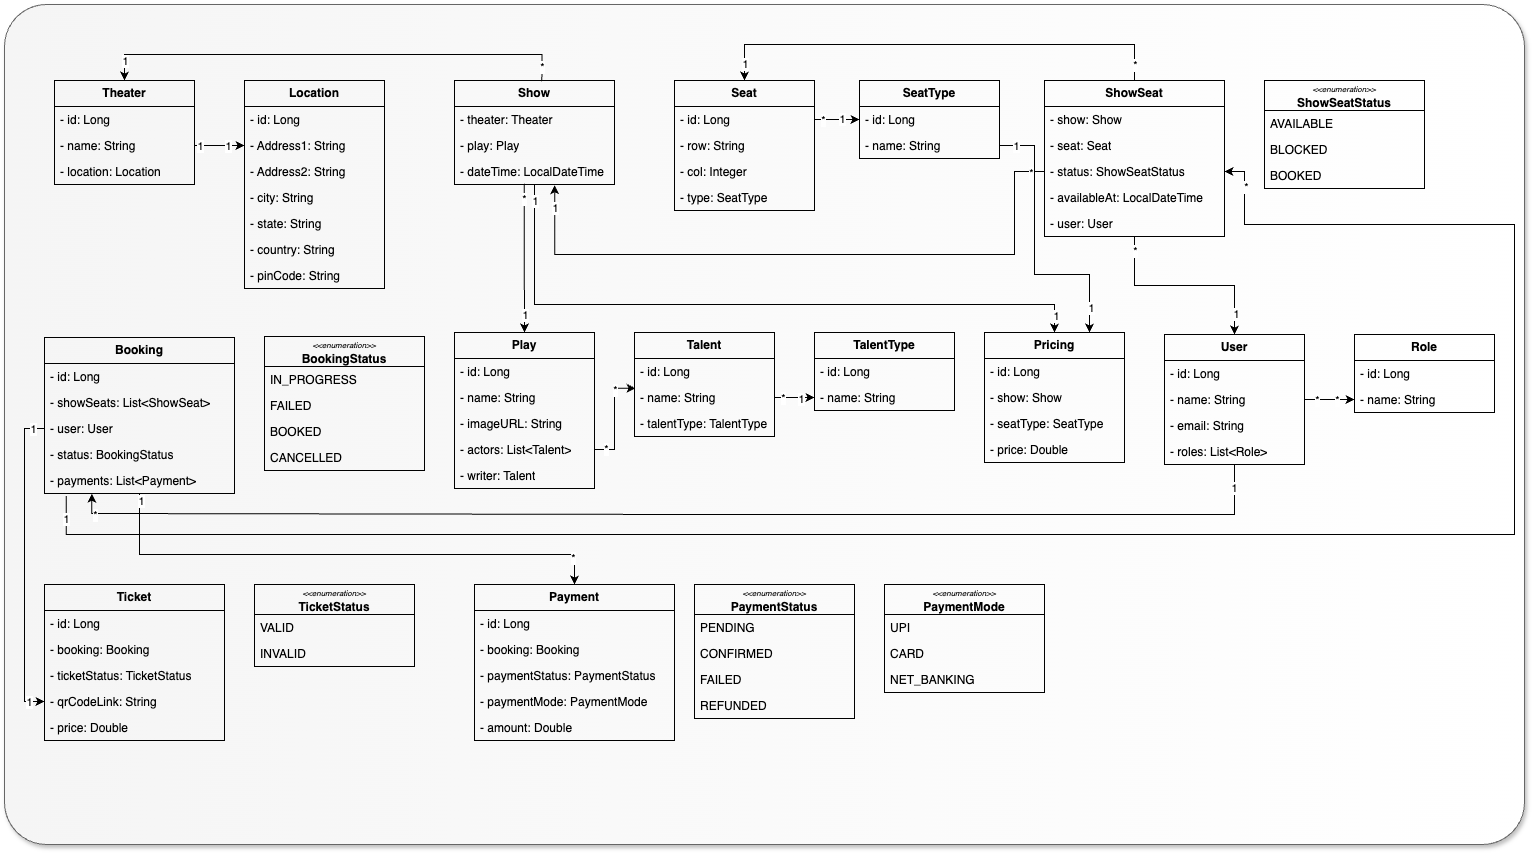 Theater
- id: Long
- name: String
- location: Location
Location
- id: Long
- Address1: String
- Address2: String
- city: String
- state: String
- country: String
- pinCode: String
Show
- theater: Theater
- play: Play
- dateTime: LocalDateTime
Seat
- id: Long
- row: String
- col: Integer
- type: SeatType
SeatType
- id: Long
- name: String
ShowSeat
- show: Show
- seat: Seat
- status: ShowSeatStatus
- availableAt: LocalDateTime
- user: User
<<enumeration>>
ShowSeatStatus
AVAILABLE
BLOCKED
BOOKED
1
*
1
*
1
1
*
1
1
*
*
*
1
1
*
1
1
1
1
Booking
- id: Long
- showSeats: List<ShowSeat>
- user: User
- status: BookingStatus
- payments: List<Payment>
<<enumeration>>
BookingStatus
IN_PROGRESS
FAILED
BOOKED
CANCELLED
Play
- id: Long
- name: String
- imageURL: String
- actors: List<Talent>
- writer: Talent
Talent
- id: Long
- name: String
- talentType: TalentType
TalentType
- id: Long
- name: String
Pricing
- id: Long
- show: Show
- seatType: SeatType
- price: Double
User
- id: Long
- name: String
- email: String
- roles: List<Role>
Role
- id: Long
- name: String
*
*
*
1
*
*
1
1
*
1
1
*
1
Ticket
- id: Long
- booking: Booking
- ticketStatus: TicketStatus
- qrCodeLink: String
- price: Double
<<enumeration>>
TicketStatus
VALID
INVALID
Payment
- id: Long
- booking: Booking
- paymentStatus: PaymentStatus
- paymentMode: PaymentMode
- amount: Double
<<enumeration>>
PaymentStatus
PENDING
CONFIRMED
FAILED
REFUNDED
<<enumeration>>
PaymentMode
UPI
CARD
NET_BANKING